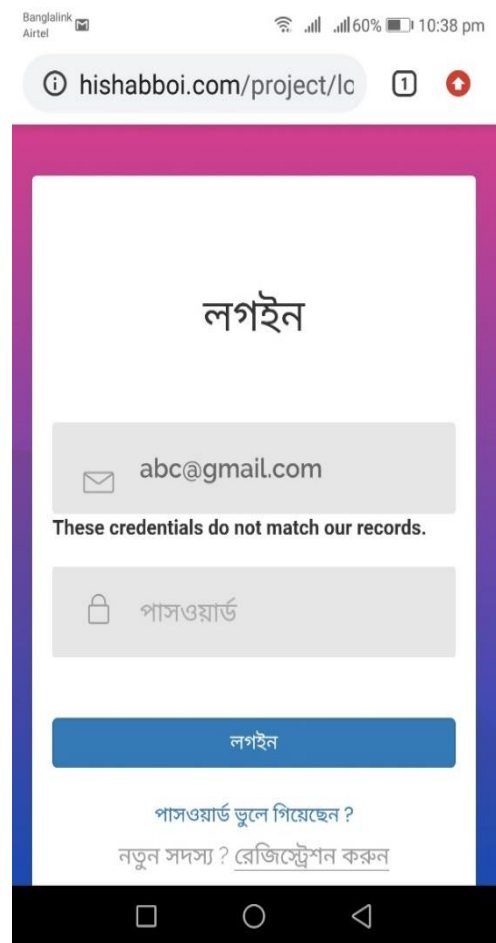 Banglalink
Airtel
60% 10:38 pm
hishabboi.com/project/lo
1
লগইন
abc@gmail.com
These credentials do not match our records.
পাসওয়ার্ড
লগইন
পাসওয়ার্ড ভুলে গিয়েছেন ?
নতুন সদস্য ? রেজিস্ট্রেশন করুন